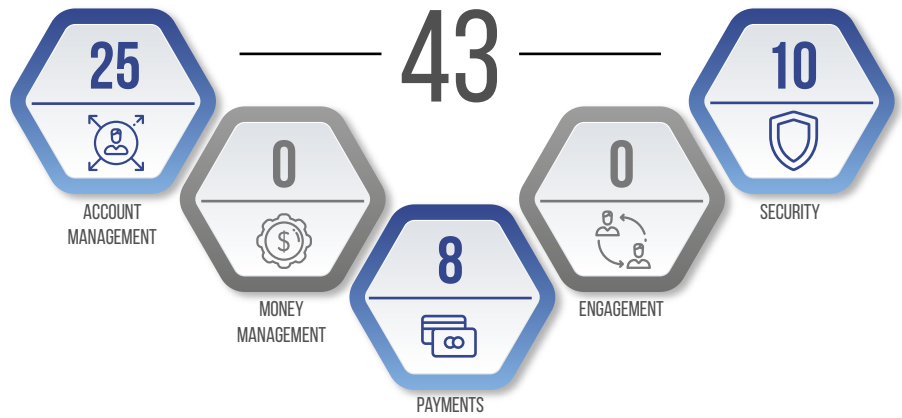 43
25
ACCOUNT
MANAGEMENT
0
$
MONEY
MANAGEMENT
8
PAYMENTS
0
ENGAGEMENT
10
SECURITY